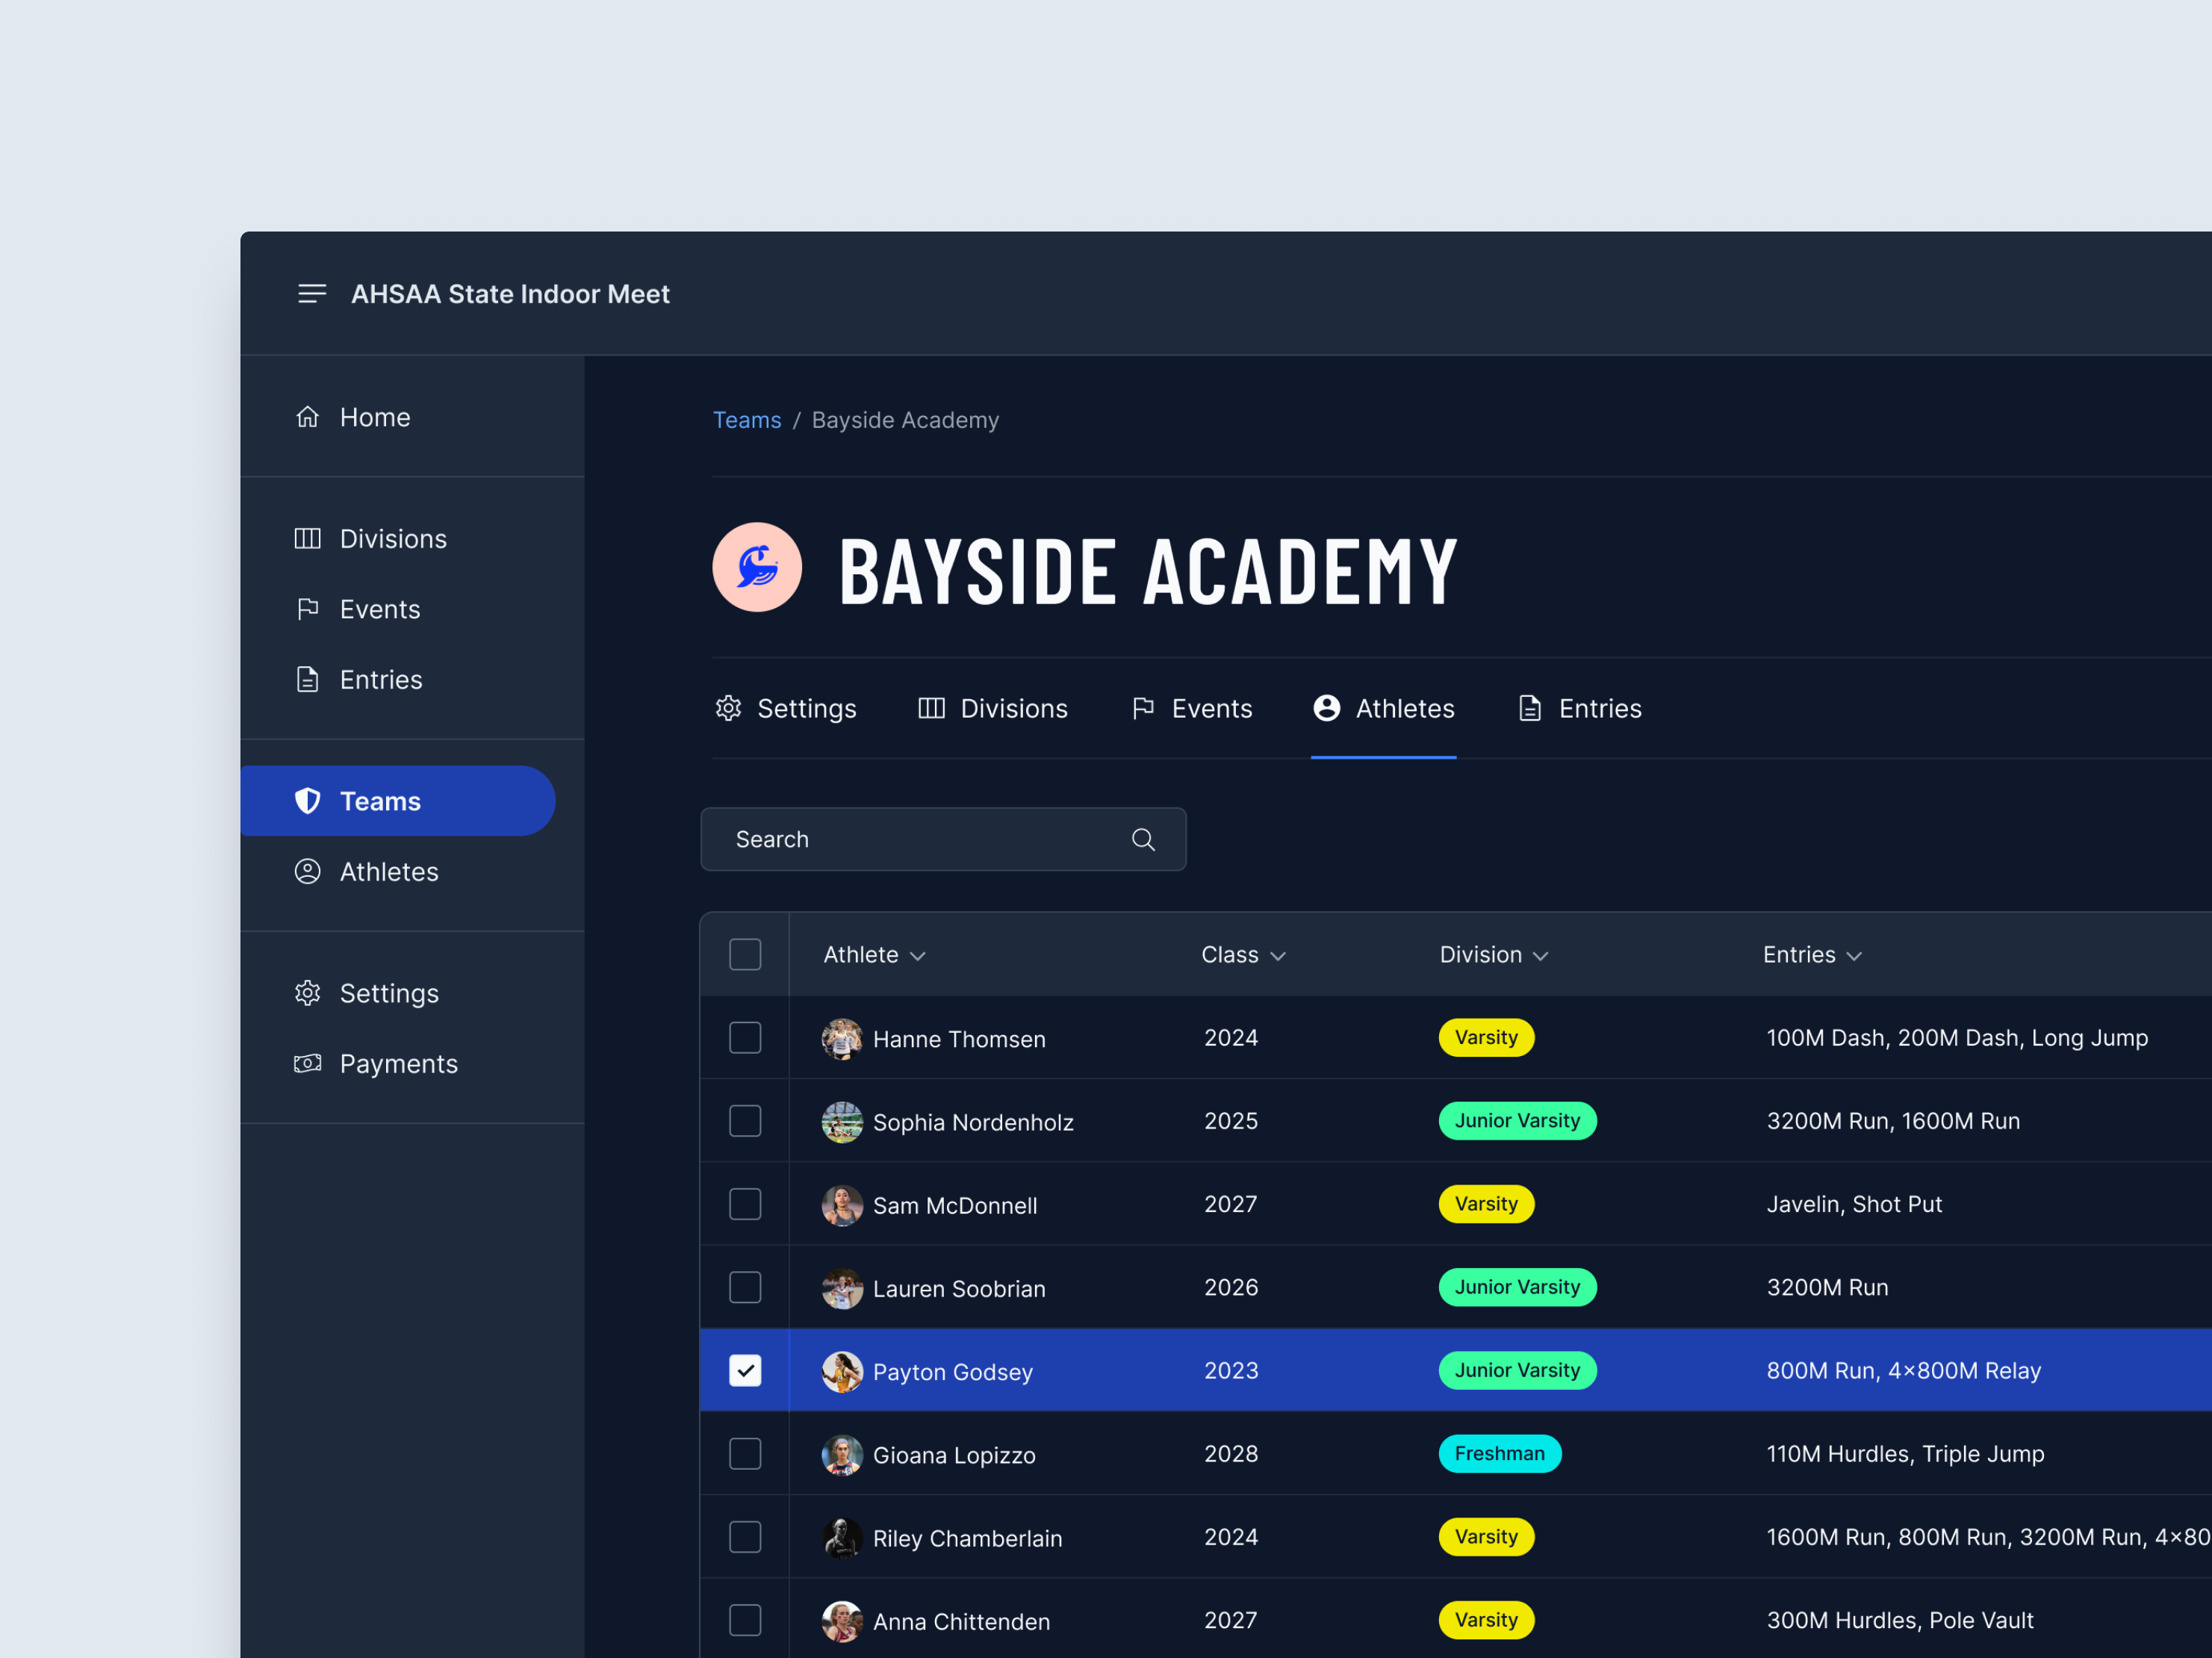 AHSAA State Indoor Meet
Home
Divisions
Events
Entries
Teams
Athletes
Settings
Payments
Teams / Bayside Academy
BAYSIDE ACADEMY
Settings Divisions Events Athletes Entries
Search
Athlete Class Division Entries
Hanne Thomsen 2024 Varsity 100M Dash, 200M Dash, Long Jump
Sophia Nordenholz 2025 Junior Varsity 3200M Run, 1600M Run
Sam McDonnell 2027 Varsity Javelin, Shot Put
Lauren Soobrian 2026 Junior Varsity 3200M Run
Payton Godsey 2023 Junior Varsity 800M Run, 4×800M Relay
Gioana Lopizzo 2028 Freshman 110M Hurdles, Triple Jump
Riley Chamberlain 2024 Varsity 1600M Run, 800M Run, 3200M Run, 4×80
Anna Chittenden 2027 Varsity 300M Hurdles, Pole Vault